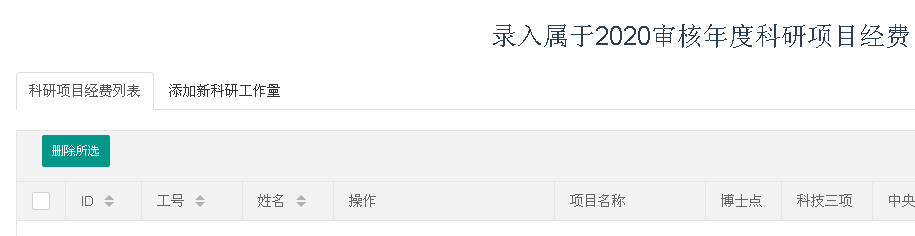 录入属于2020审核年度科研项目经费
科研项目经费列表 添加新科研工作量
删除所选
ID 工号 姓名 操作 项目名称 博士点 科技三项 中央